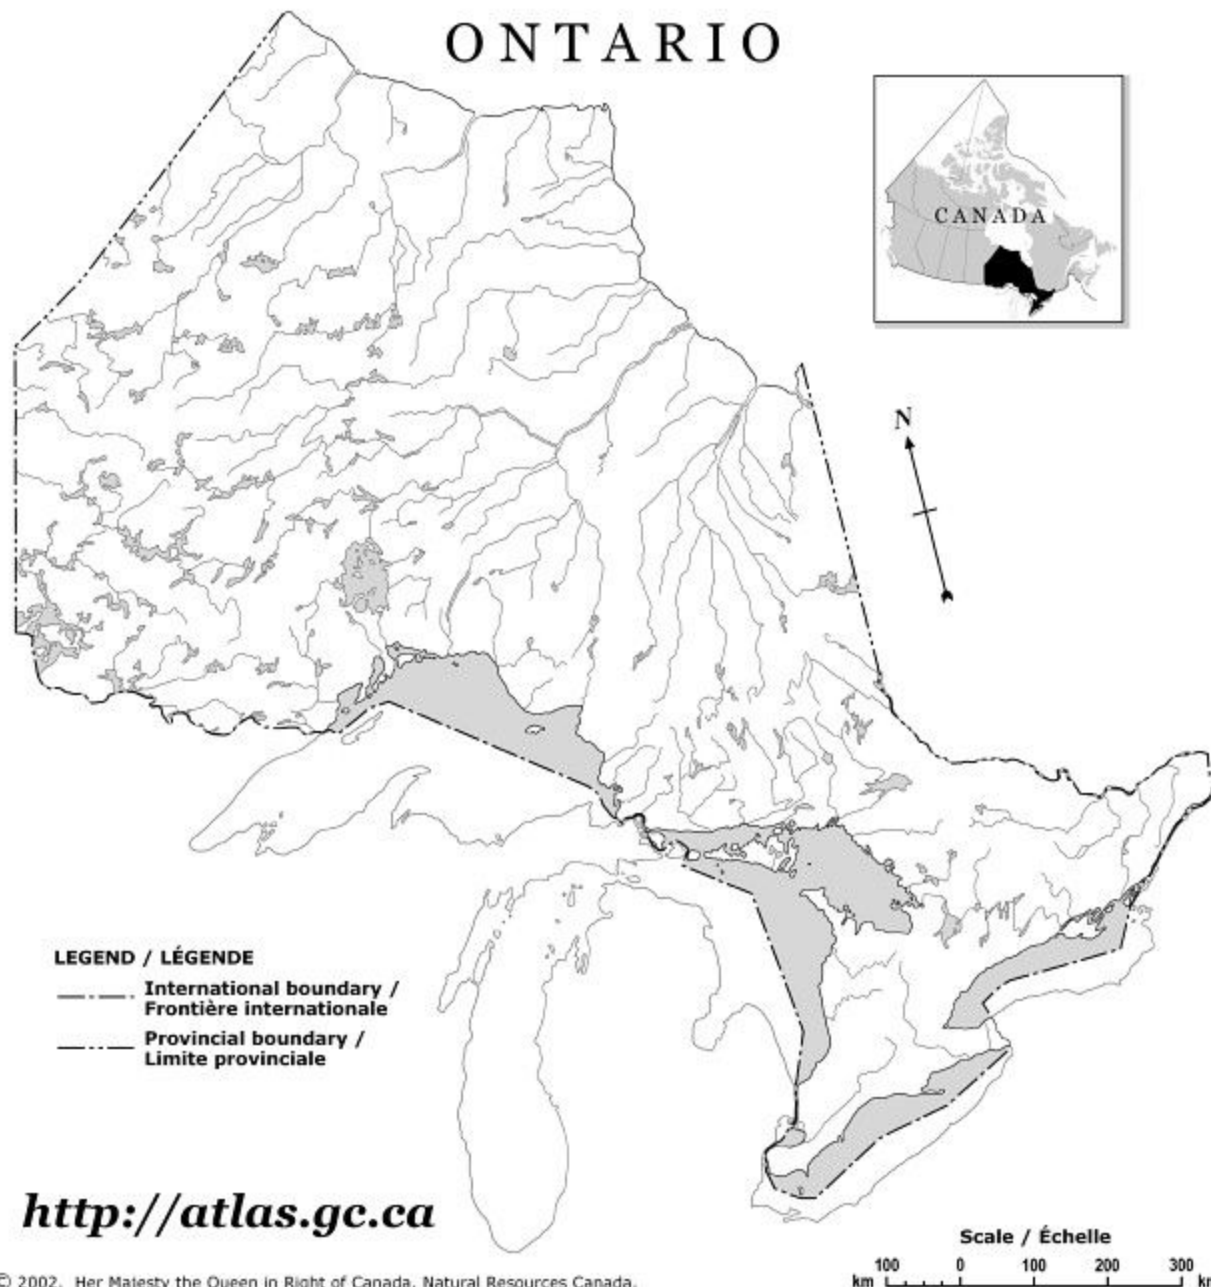 ONTARIO
CANADA
N
LEGEND / LÉGENDE
International boundary /
Frontière internationale
Provincial boundary /
Limite provinciale
http://atlas.gc.ca
Scale / Échelle
100 0 100 200 300
km km
© 2002. Her Majesty the Queen in Right of Canada, Natural Resources Canada.